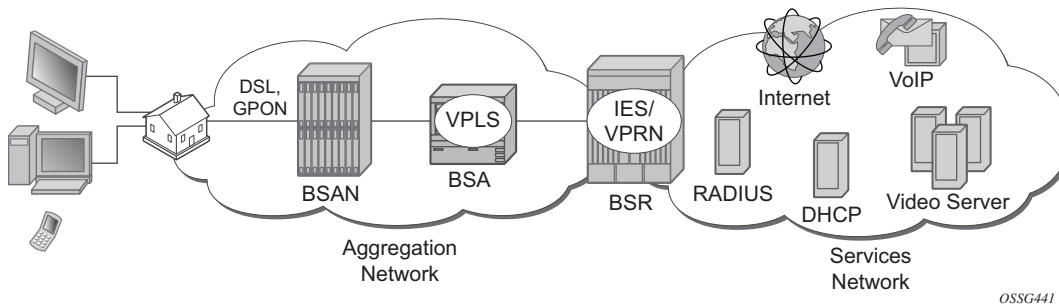 DSL,
GPON
BSAN
VPLS
BSA
IES/
VPRN
BSR
Aggregation
Network
Internet
VoIP
RADIUS
DHCP
Video Server
Services
Network
OSSG441